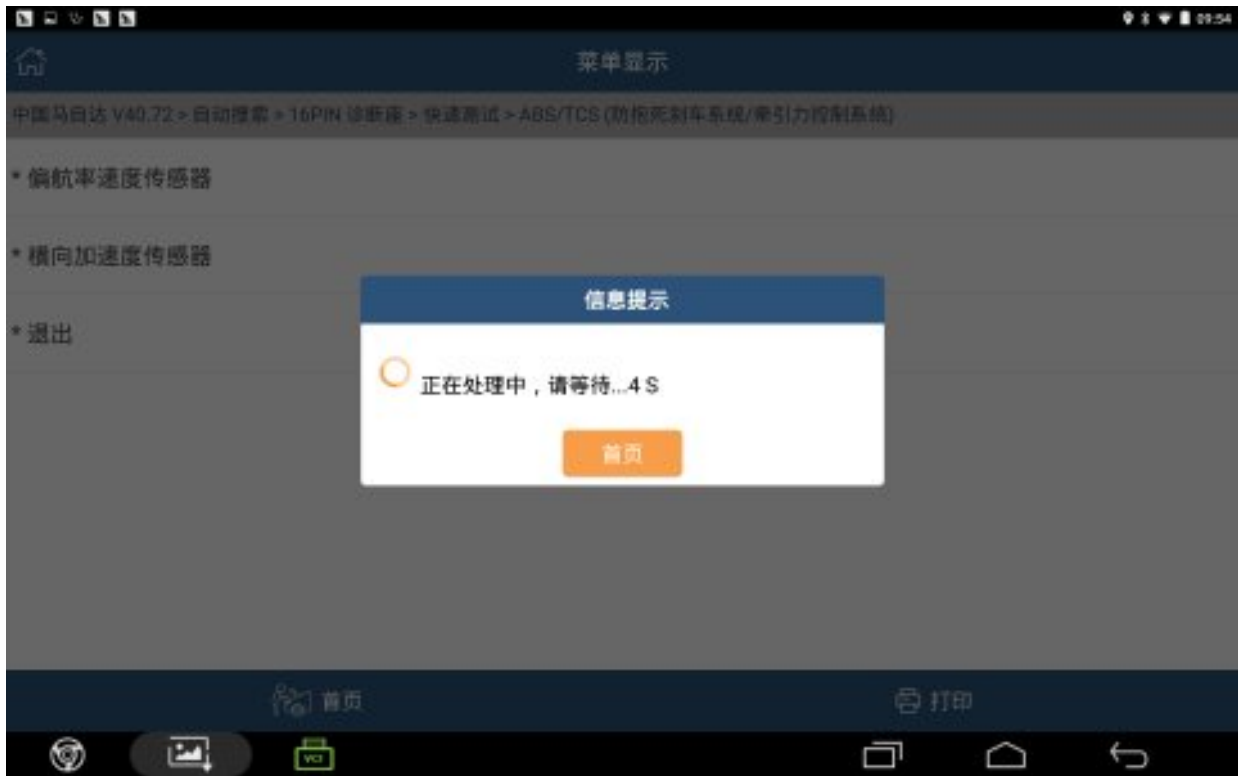 09:54
菜单显示
中国马自达 V40.72 > 自动搜索 > 16PIN 诊断座 > 快速测试 > ABS/TCS (防抱死刹车系统/牵引力控制系统)
* 偏航率速度传感器
* 横向加速度传感器
* 退出
信息提示
正在处理中，请等待...4 S
首页
首页
打印
VCI